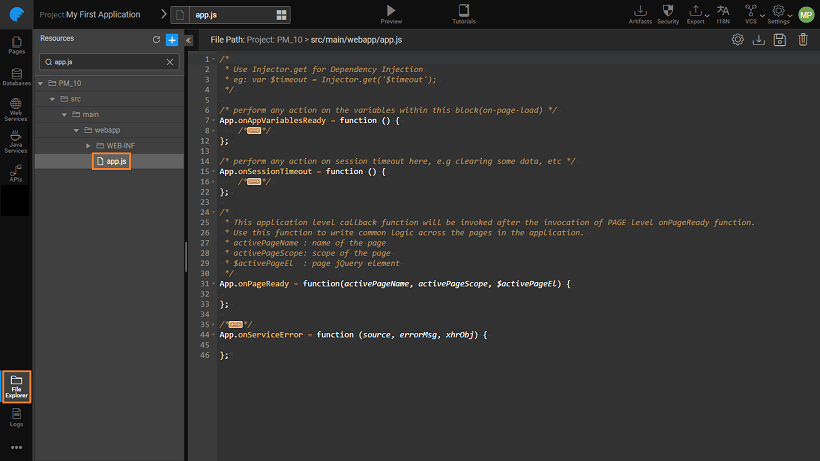 Project:My First Application
app.js
Preview
Tutorials
Artifacts
Security
Export
I18N
VCS
Settings
MP
Pages
Databases
Web
Services
Java
Services
APIs
File
Explorer
Logs
Resources
app.js
PM_10
src
main
webapp
WEB-INF
app.js
File Path: Project: PM_10 > src/main/webapp/app.js
1 /*
2 * Use Injector.get for Dependency Injection
3 * eg: var $timeout = Injector.get('$timeout');
4 */
5
6 /* perform any action on the variables within this block(on-page-load) */
7 App.onAppVariablesReady = function () {
8 /* */
12 };
13
14 /* perform any action on session timeout here, e.g clearing some data, etc */
15 App.onSessionTimeout = function () {
16 /* */
22 };
23
24 /*
25 * This application level callback function will be invoked after the invocation of PAGE level onPageReady function.
26 * Use this function to write common logic across the pages in the application.
27 * activePageName : name of the page
28 * activePageScope: scope of the page
29 * $activePageEl : page jQuery element
30 */
31 App.onPageReady = function(activePageName, activePageScope, $activePageEl) {
32
33 };
34
35 /* */
44 App.onServiceError = function (source, errorMsg, xhrObj) {
45
46 };